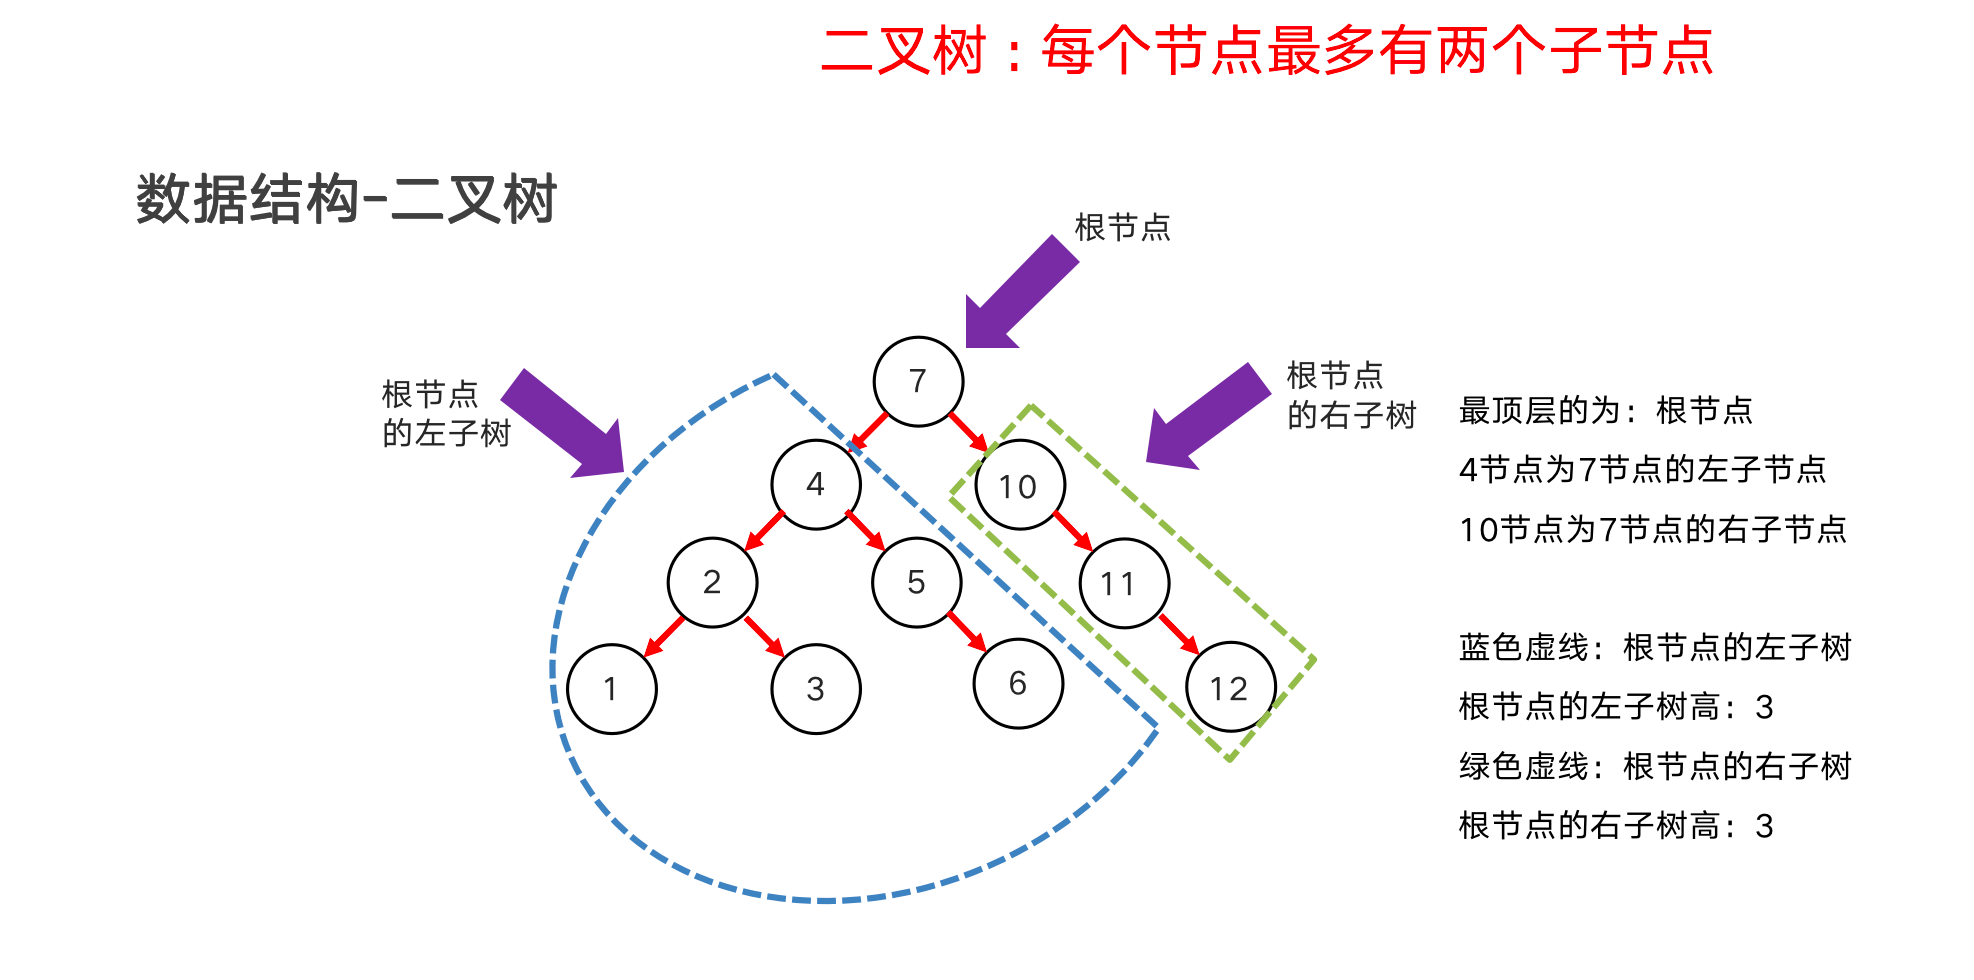 二叉树：每个节点最多有两个子节点
数据结构-二叉树
根节点
根节点
的左子树
根节点
的右子树
7
4
10
2
5
11
1
3
6
12
最顶层的为：根节点
4节点为7节点的左子节点
10节点为7节点的右子节点
蓝色虚线：根节点的左子树
根节点的左子树高：3
绿色虚线：根节点的右子树
根节点的右子树高：3